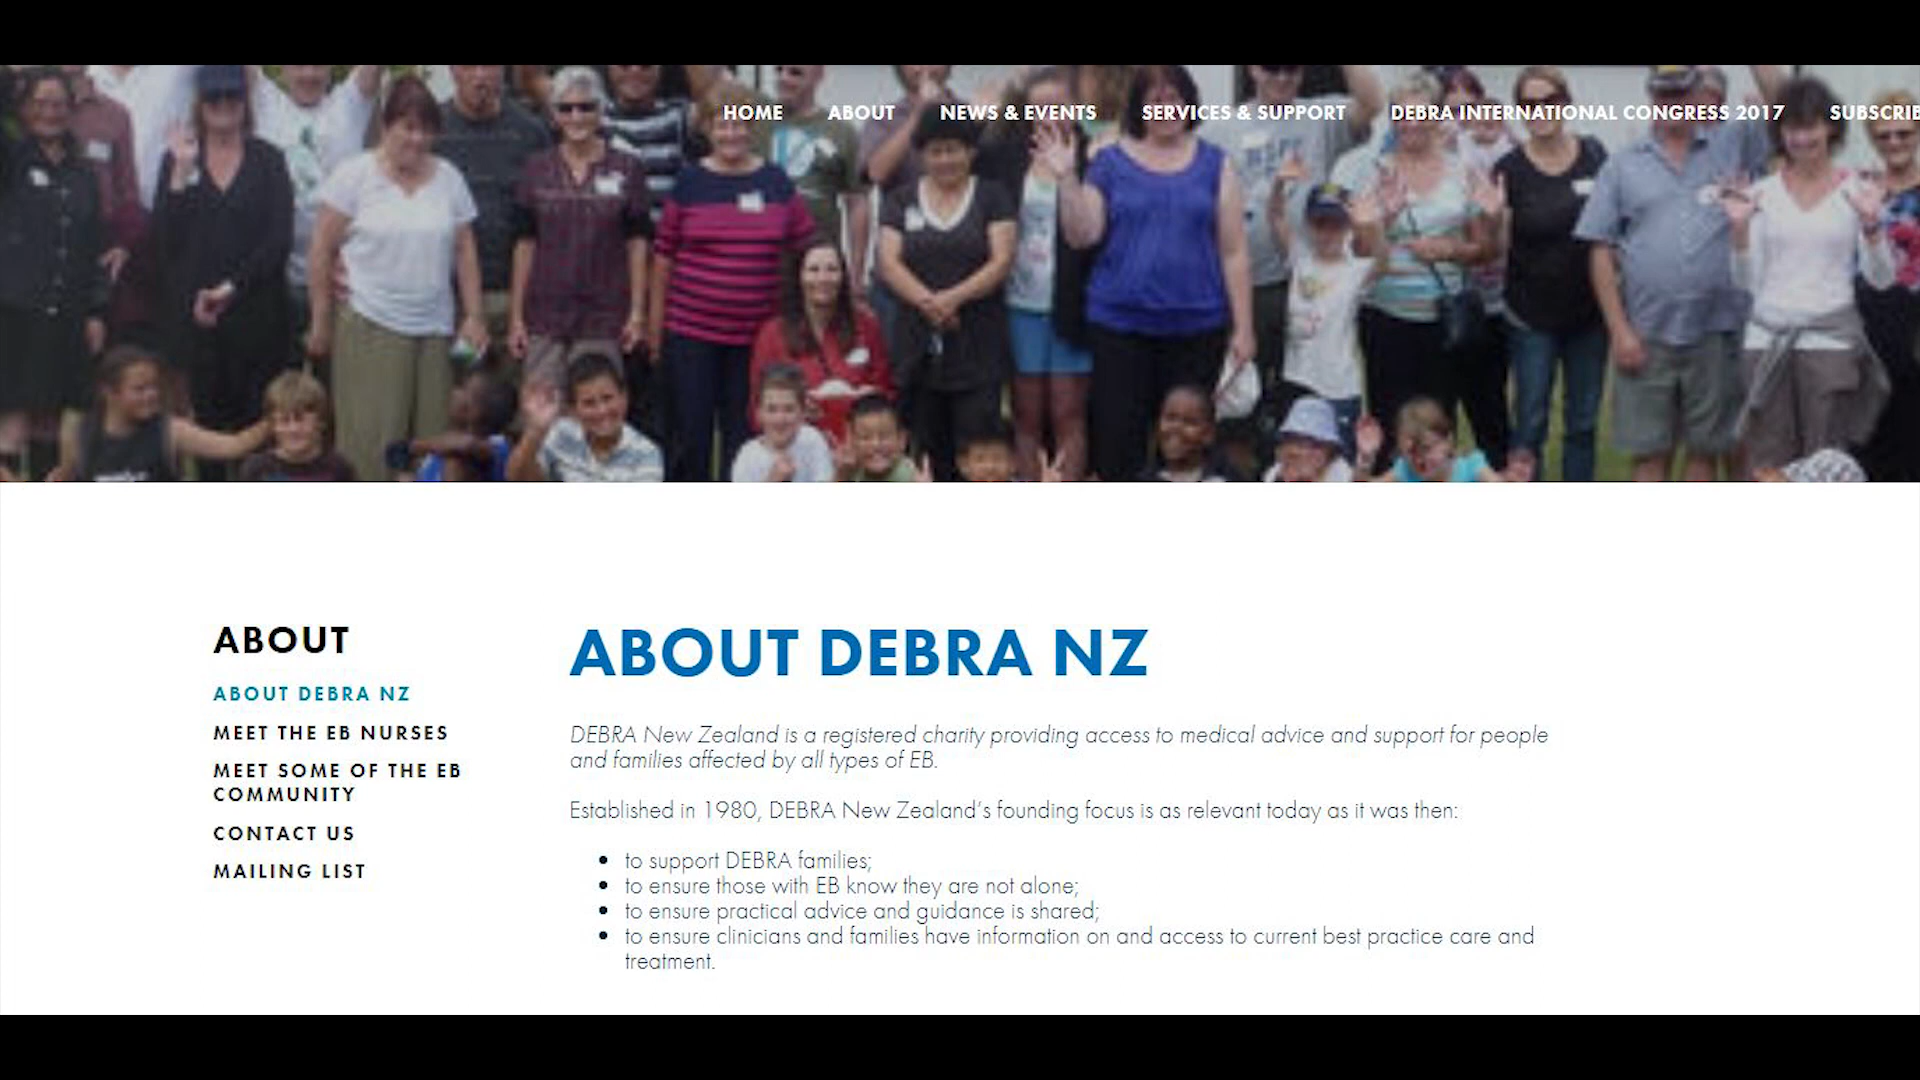 HOME ABOUT NEWS & EVENTS SERVICES & SUPPORT DEBRA INTERNATIONAL CONGRESS 2017
ABOUT
ABOUT DEBRA NZ
MEET THE EB NURSES
MEET SOME OF THE EB
COMMUNITY
CONTACT US
MAILING LIST
ABOUT DEBRA NZ
DEBRA New Zealand is a registered charity providing access to medical advice and support for people
and families affected by all types of EB.
Established in 1980, DEBRA New Zealand's founding focus is as relevant today as it was then:
• to support DEBRA families;
• to ensure those with EB know they are not alone;
• to ensure practical advice and guidance is shared;
• to ensure clinicians and families have information on and access to current best practice care and
treatment.